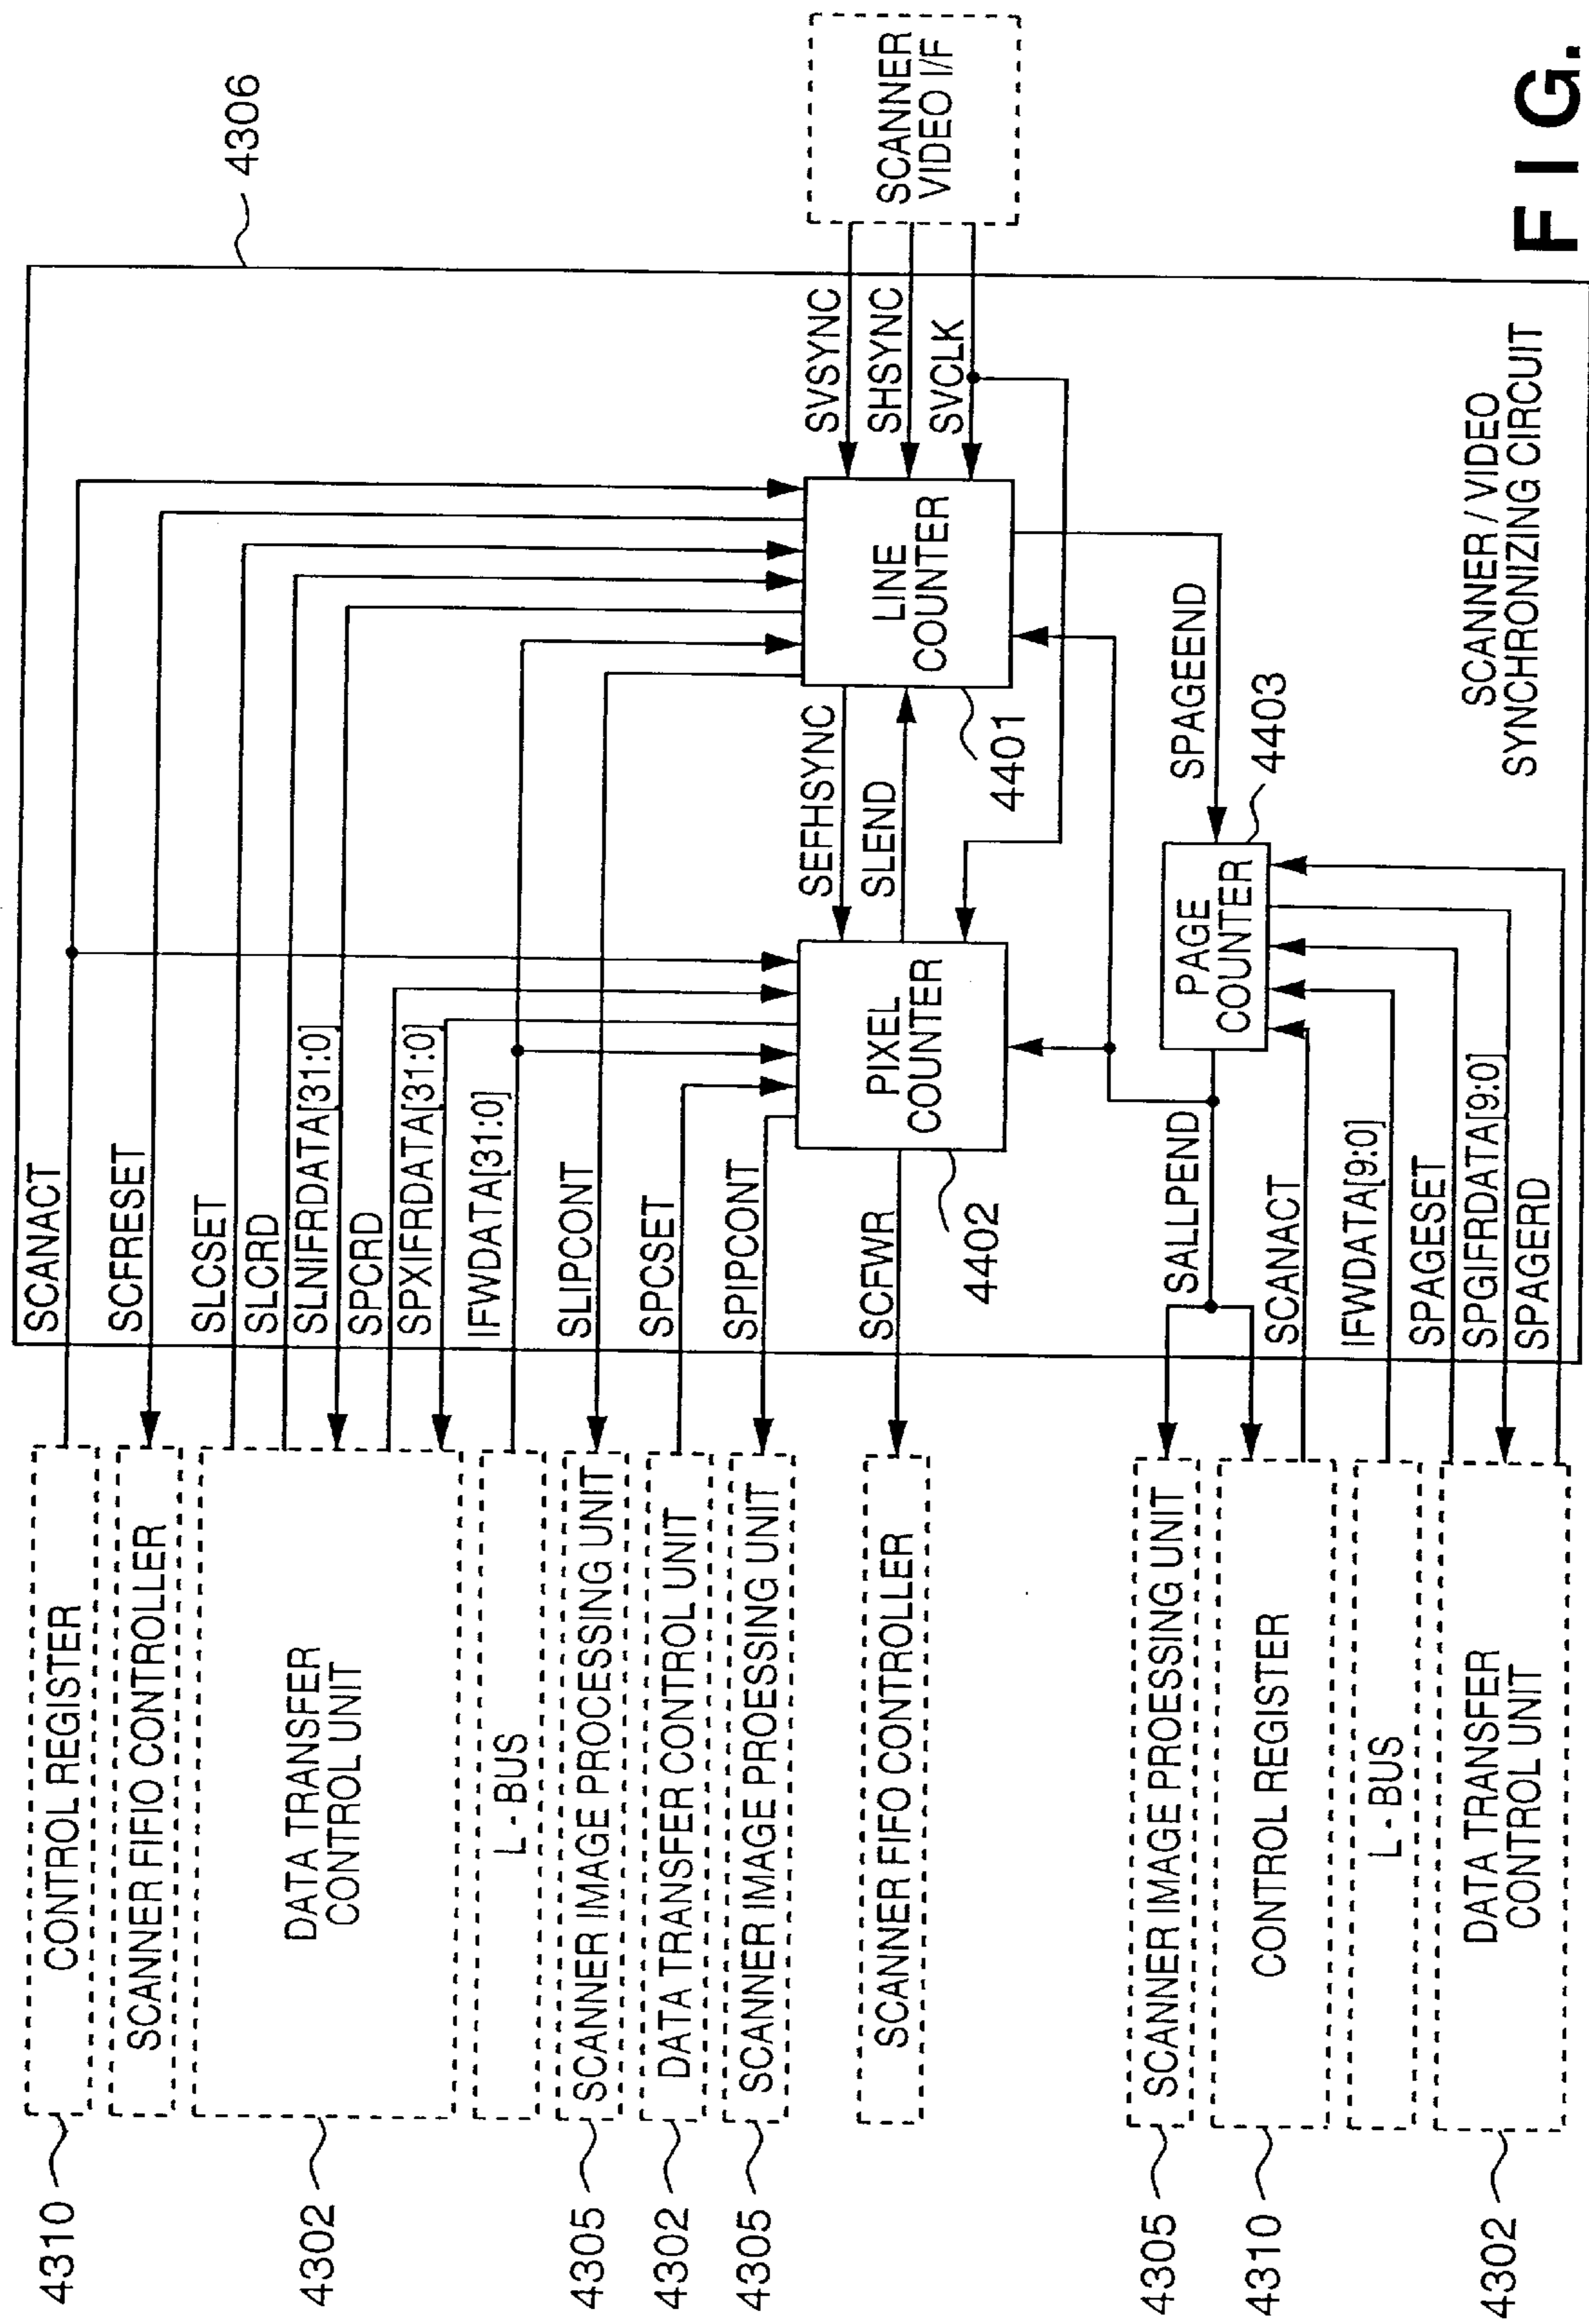 4310
CONTROL REGISTER
SCANNER FIFIO CONTROLLER
4302
DATA TRANSFER
CONTROL UNIT
L - BUS
4305
SCANNER IMAGE PROCESSING UNIT
4302
DATA TRANSFER CONTROL UNIT
4305
SCANNER IMAGE PROESSING UNIT
SCANNER FIFO CONTROLLER
4305
SCANNER IMAGE PROESSING UNIT
4310
CONTROL REGISTER
L - BUS
4302
DATA TRANSFER
CONTROL UNIT
SCANACT
SCFRESET
SLCSET
SLCRD
SLNIFRDATA[31:0]
SPCRD
SPXIFRDATA[31:0]
IFWDATA[31:0]
SLIPCONT
SPCSET
SPIPCONT
SCFWR
SALLPEND
SCANACT
IFWDATA[9:0]
SPAGESET
SPGIFRDATA[9:0]
SPAGERD
PIXEL
COUNTER
4402
SEFHSYNC
SLEND
LINE
COUNTER
4401
PAGE
COUNTER
4403
SPAGEEND
SVSYNC
SHSYNC
SVCLK
SCANNER
VIDEO I/F
4306
SCANNER / VIDEO
SYNCHRONIZING CIRCUIT
FIG.